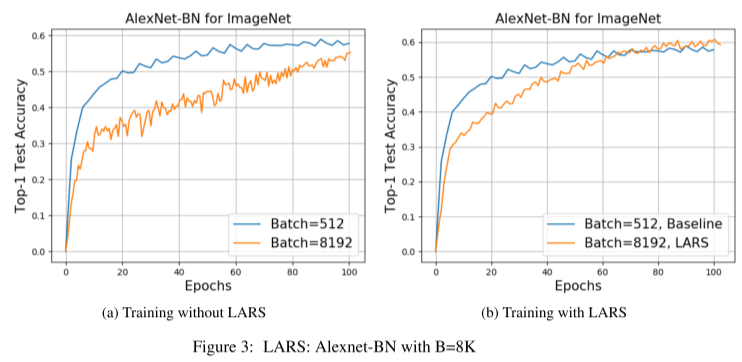 AlexNet-BN for ImageNet
Top-1 Test Accuracy
0.6
0.5
0.4
0.3
0.2
0.1
0.0
0 20 40 60 80 100
Epochs
Batch=512
Batch=8192
(a) Training without LARS
AlexNet-BN for ImageNet
Top-1 Test Accuracy
0.6
0.5
0.4
0.3
0.2
0.1
0.0
0 20 40 60 80 100
Epochs
Batch=512, Baseline
Batch=8192, LARS
(b) Training with LARS
Figure 3: LARS: Alexnet-BN with B=8K